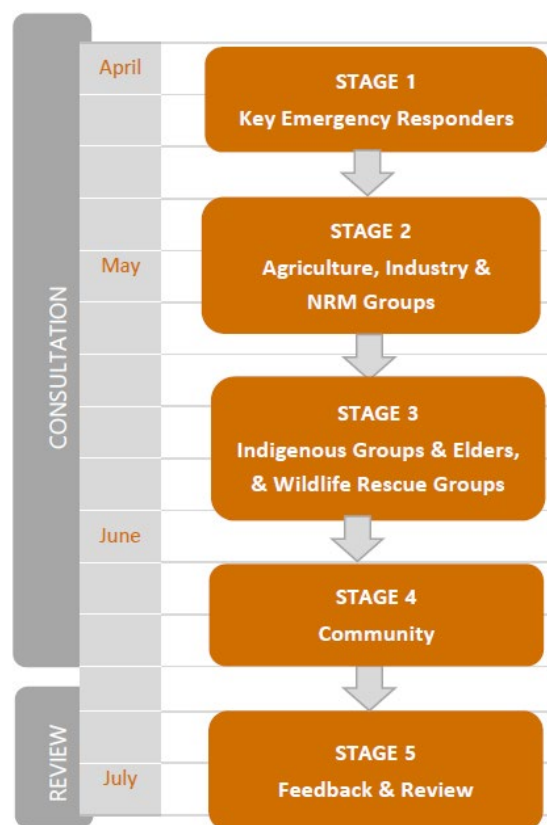 CONSULTATION
April
STAGE 1
Key Emergency Responders
STAGE 2
May
Agriculture, Industry &
NRM Groups
STAGE 3
Indigenous Groups & Elders,
& Wildlife Rescue Groups
June
STAGE 4
Community
REVIEW
STAGE 5
July
Feedback & Review